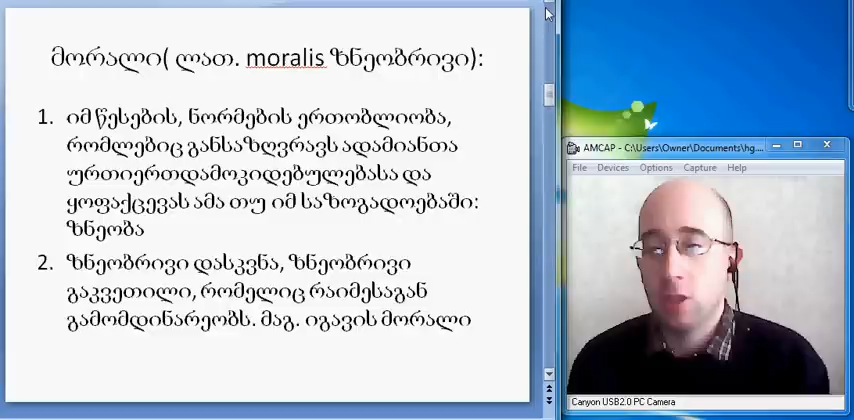 მორალი( ლათ. moralis ზნეობრივი):
1. იმ წესების, ნორმების ერთობლიობა,
რომლებიც განსაზღვრავს ადამიანთა
ურთიერთდამოკიდებულებასა და
ყოფაქცევას ამა თუ იმ საზოგადოებაში:
ზნეობა
2. ზნეობრივი დასკვნა, ზნეობრივი
გაკვეთილი, რომელიც რაიმესაგან
გამომდინარეობს. მაგ. იგავის მორალი
AMCAP - C:\Users\Owner\Documents\hg....
File Devices Options Capture Help
Canyon USB2.0 PC Camera